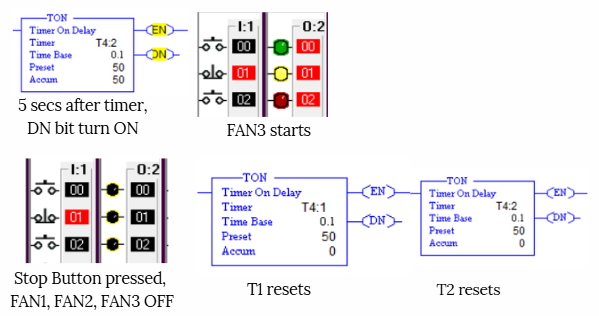 TON
Timer On Delay
Timer T4:2
Time Base 0.1
Preset 50
Accum 50
EN
DN
5 secs after timer,
DN bit turn ON
I:1 O:2
00 00
01 01
02 02
FAN3 starts
I:1 O:2
00 00
01 01
02 02
Stop Button pressed,
FAN1, FAN2, FAN3 OFF
TON
Timer On Delay
Timer T4:1
Time Base 0.1
Preset 50
Accum 0
EN
DN
T1 resets
TON
Timer On Delay
Timer T4:2
Time Base 0.1
Preset 50
Accum 0
EN
DN
T2 resets